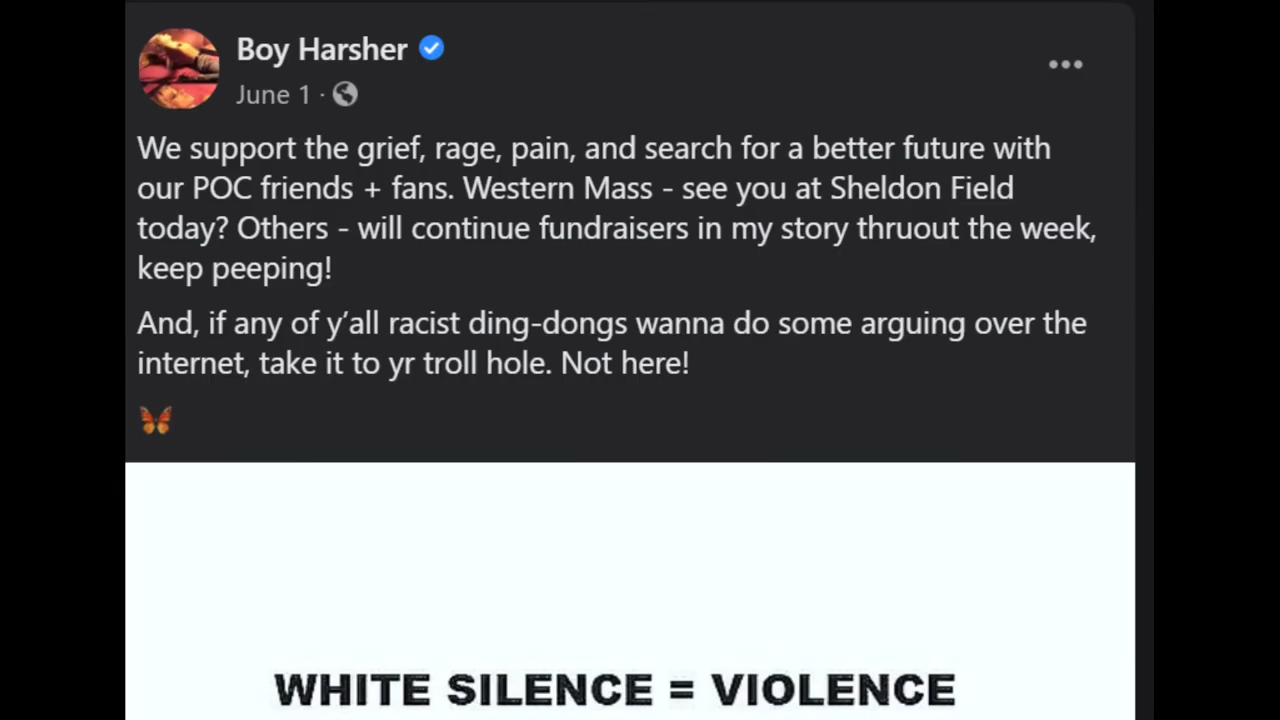 Boy Harsher
June 1 ·
We support the grief, rage, pain, and search for a better future with
our POC friends + fans. Western Mass - see you at Sheldon Field
today? Others - will continue fundraisers in my story thruout the week,
keep peeping!
And, if any of y’all racist ding-dongs wanna do some arguing over the
internet, take it to yr troll hole. Not here!
🦋
WHITE SILENCE = VIOLENCE